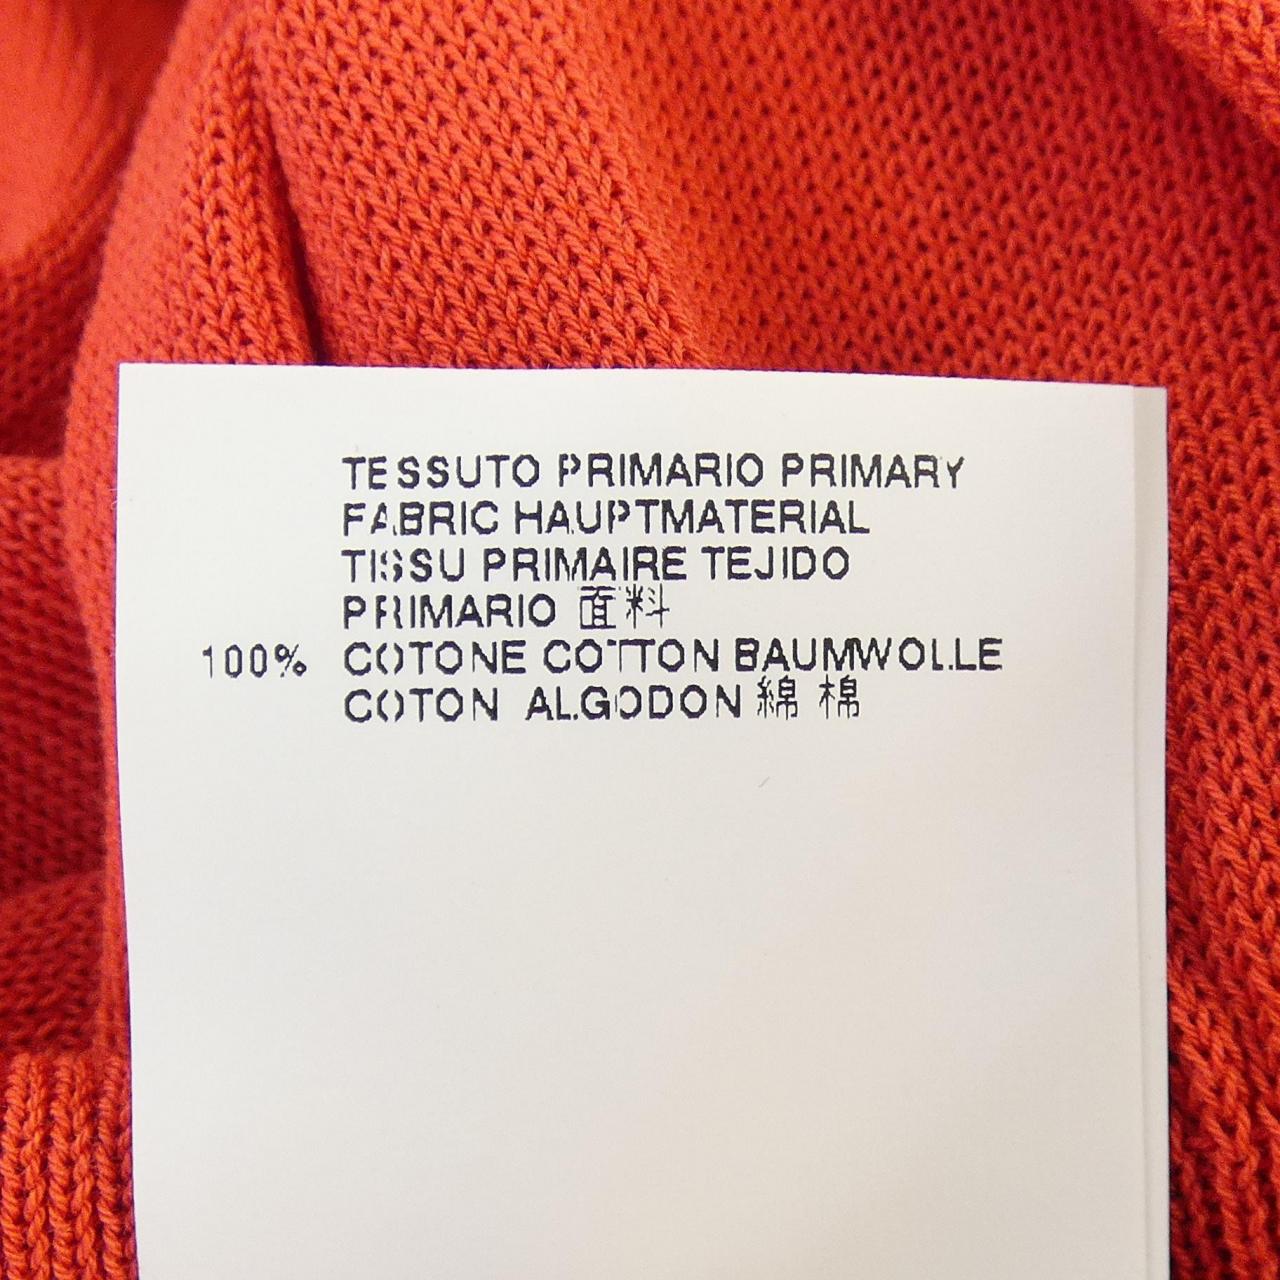 TESSUTO PRIMARIO PRIMARY
FABRIC HAUPTMATERIAL
TISSU PRIMAIRE TEJIDO
PRIMARIO 面料
100% COTONE COTTON BAUMWOLLE
COTON ALGODON 綿 棉